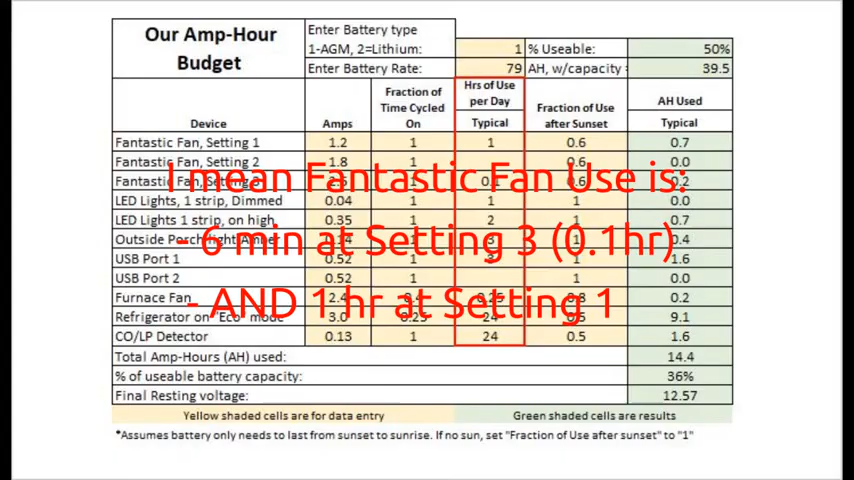 Our Amp-Hour Budget
Enter Battery type
1-AGM, 2=Lithium: 1 % Useable: 50%
Enter Battery Rate: 79 AH, w/capacity = 39.5
Device Amps Fraction of Time Cycled On Hrs of Use per Day Typical Fraction of Use after Sunset AH Used Typical
Fantastic Fan, Setting 1 1.2 1 1 0.6 0.7
Fantastic Fan, Setting 2 1.8 1 0.6 0.0
Fantastic Fan, Setting 3 1 0.1 0.6 0.2
I mean Fantastic Fan Use is:
LED Lights, 1 strip, Dimmed 0.04 1 1 1 0.0
LED Lights 1 strip, on high 0.35 1 2 1 0.7
Outside Porchlight Amber 1 0.4
- 6 min at Setting 3 (0.1hr)
USB Port 1 0.52 1 3 1 1.6
USB Port 2 0.52 1 1 0.0
Furnace Fan 2.4 0.25 0.8 0.2
- AND 1 hr at Setting 1
Refrigerator on "Eco" mode 3.0 0.25 24 0.5 9.1
CO/LP Detector 0.13 1 24 0.5 1.6
Total Amp-Hours (AH) used: 14.4
% of useable battery capacity: 36%
Final Resting voltage: 12.57
Yellow shaded cells are for data entry Green shaded cells are results
*Assumes battery only needs to last from sunset to sunrise. If no sun, set "Fraction of Use after sunset" to "1"